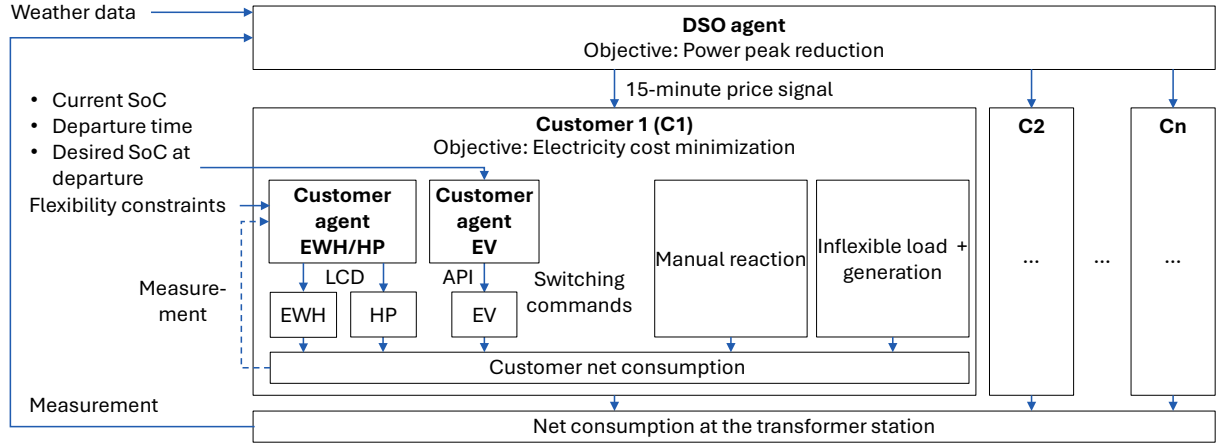 Weather data
DSO agent
Objective: Power peak reduction
15-minute price signal
• Current SoC
• Departure time
• Desired SoC at
departure
Flexibility constraints
Customer 1 (C1)
Objective: Electricity cost minimization
C2
Cn
Customer
agent
EWH/HP
Customer
agent
EV
Manual reaction
Inflexible load +
generation
...
...
...
LCD
API
Switching
commands
Measure-
ment
EWH
HP
EV
Customer net consumption
Measurement
Net consumption at the transformer station